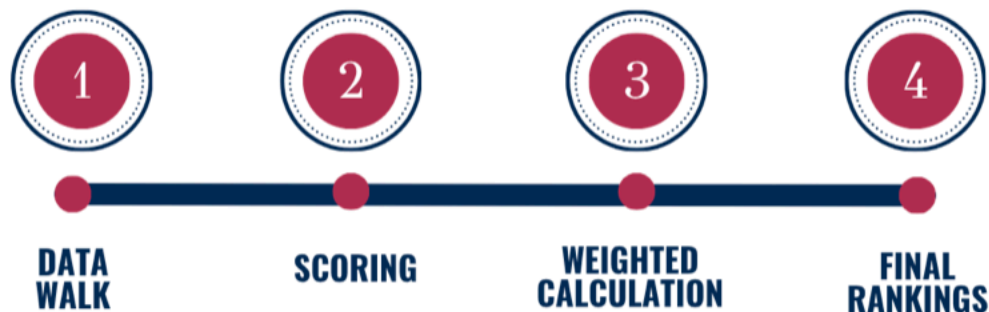 1
2
3
4
DATA
WALK
SCORING
WEIGHTED
CALCULATION
FINAL
RANKINGS